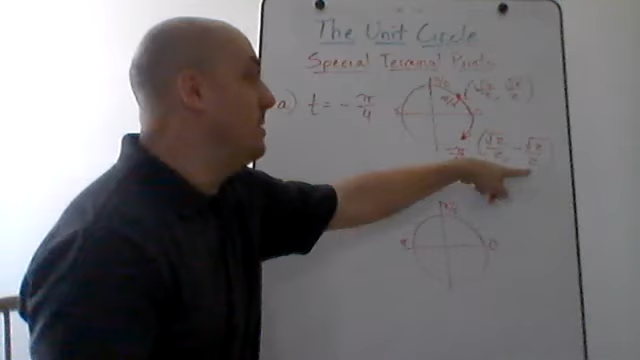 The Unit Circle
Special Terminal Points
a) t = -π/4
π/2
(√2/2, √2/2)
π/4
π
-π/4
(√2/2, -√2/2)
π/2
π
0